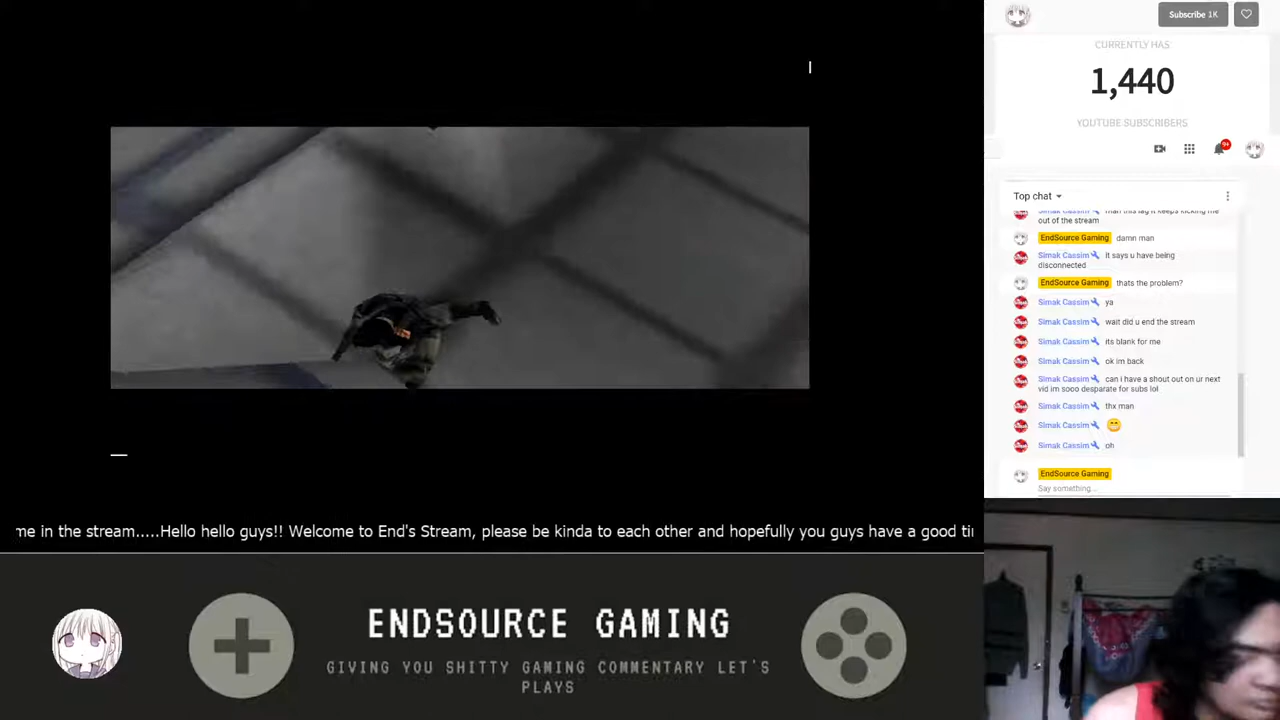 Subscribe 1K
CURRENTLY HAS:
1,440
YOUTUBE SUBSCRIBERS
9+
Top chat
Simak Cassim man this lag it keeps kicking me
out of the stream
EndSource Gaming damn man
Simak Cassim It says u have being
disconnected
EndSource Gaming thats the problem?
Simak Cassim ya
Simak Cassim wait did u end the stream
Simak Cassim its blank for me
Simak Cassim ok im back
Simak Cassim can i have a shout out on ur next
vid im sooo desparate for subs lol
Simak Cassim thx man
Simak Cassim 😁
Simak Cassim oh
EndSource Gaming
Say something...
me in the stream.....Hello hello guys!! Welcome to End's Stream, please be kinda to each other and hopefully you guys have a good
ENDSOURCE GAMING
GIVING YOU SHITTY GAMING COMMENTARY LET'S
PLAYS